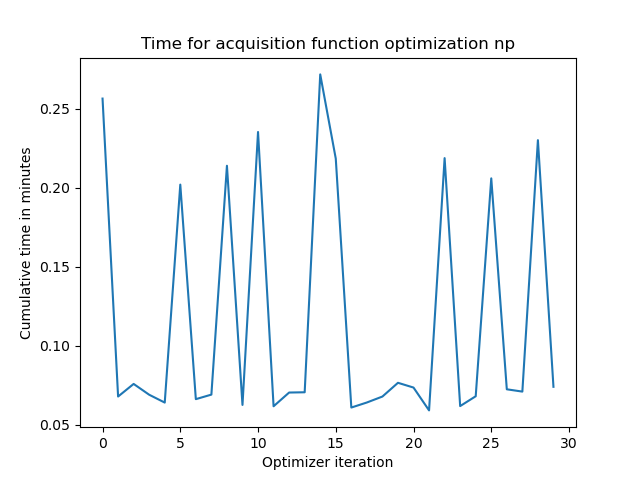 Time for acquisition function optimization np
Cumulative time in minutes
0.25
0.20
0.15
0.10
0.05
0 5 10 15 20 25 30
Optimizer iteration